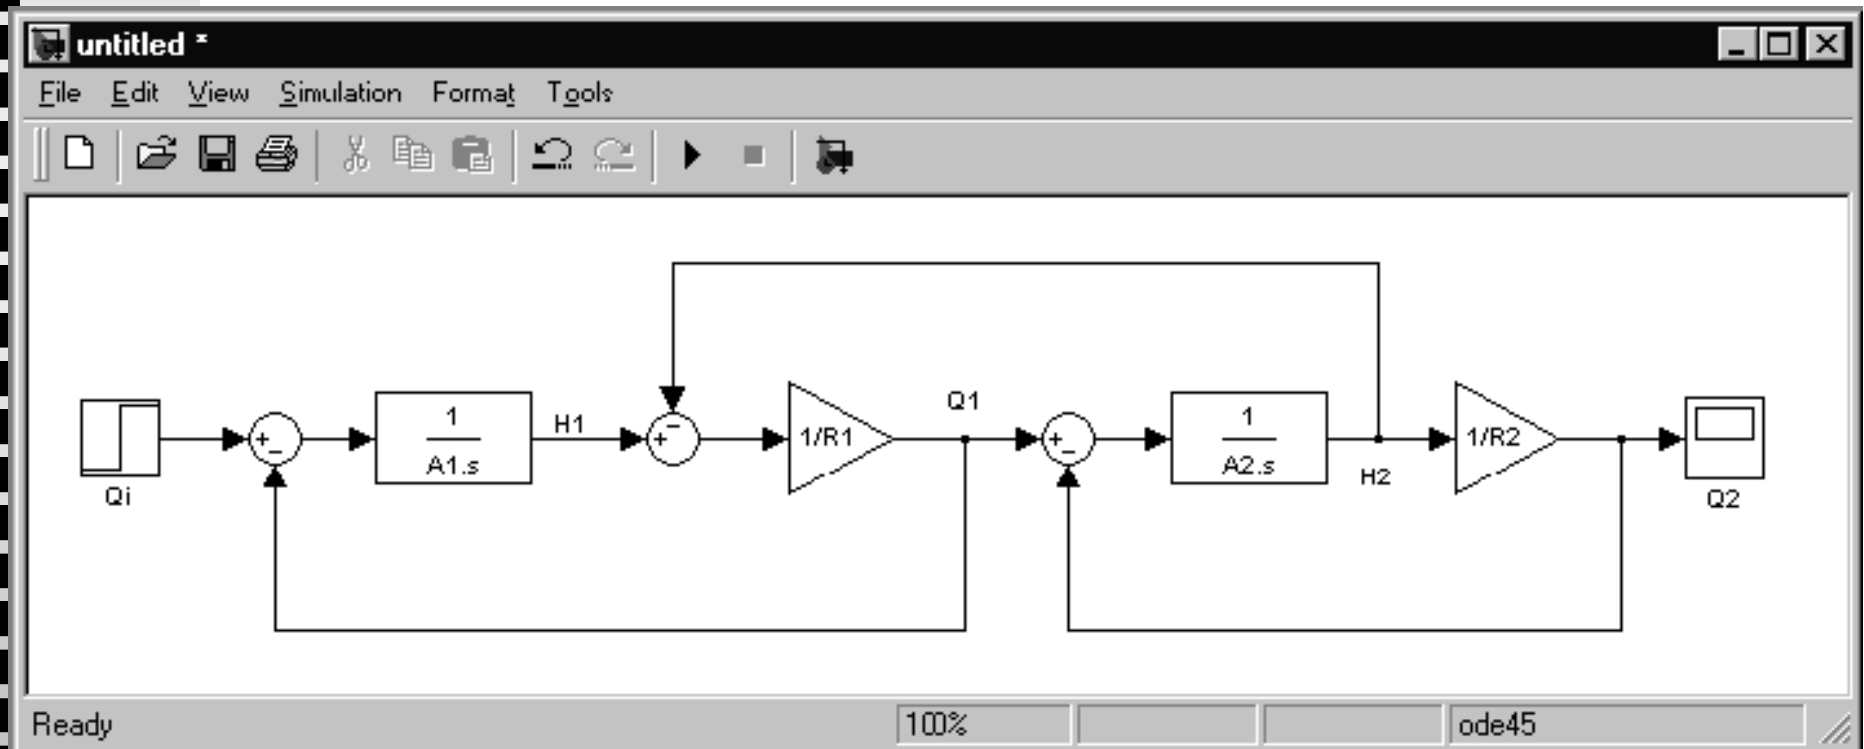 untitled *
File Edit View Simulation Format Tools
Qi
+
−
1
A1.s
H1
+
−
1/R1
Q1
+
−
1
A2.s
H2
1/R2
Q2
Ready 100% ode45